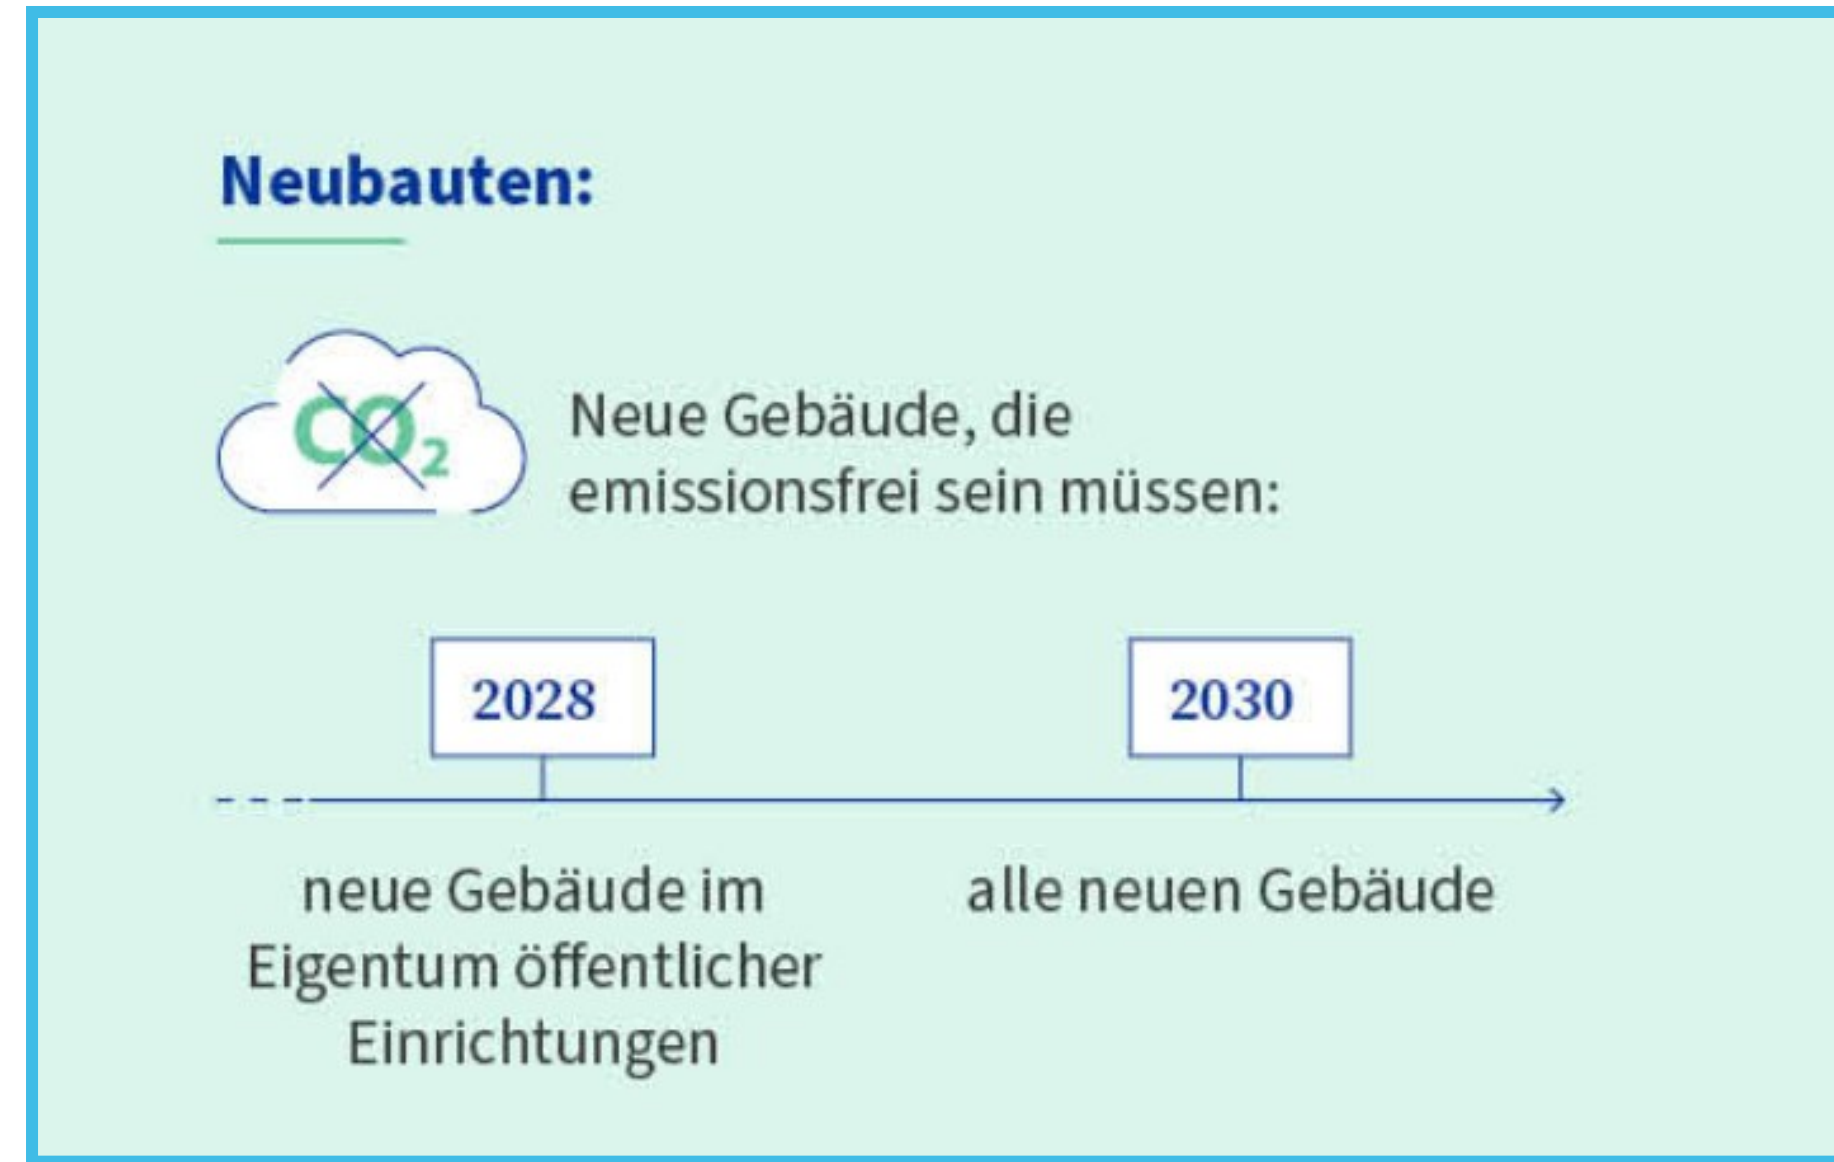 Neubauten:
CO₂
Neue Gebäude, die
emissionsfrei sein müssen:
2028
2030
neue Gebäude im
Eigentum öffentlicher
Einrichtungen
alle neuen Gebäude